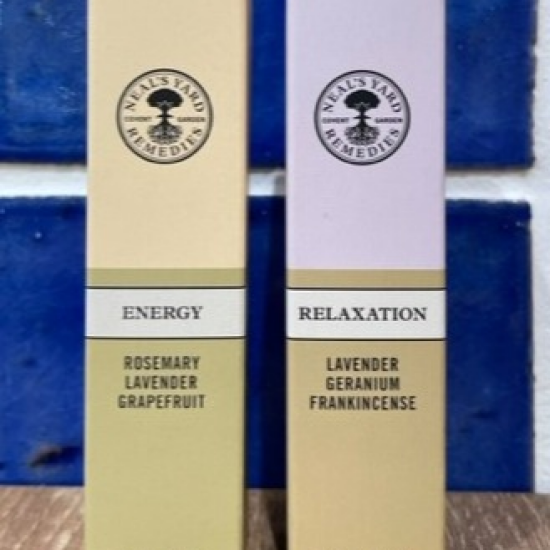 NEAL'S YARD
COVENT GARDEN
REMEDIES
ENERGY
ROSEMARY
LAVENDER
GRAPEFRUIT
NEAL'S YARD
COVENT GARDEN
REMEDIES
RELAXATION
LAVENDER
GERANIUM
FRANKINCENSE